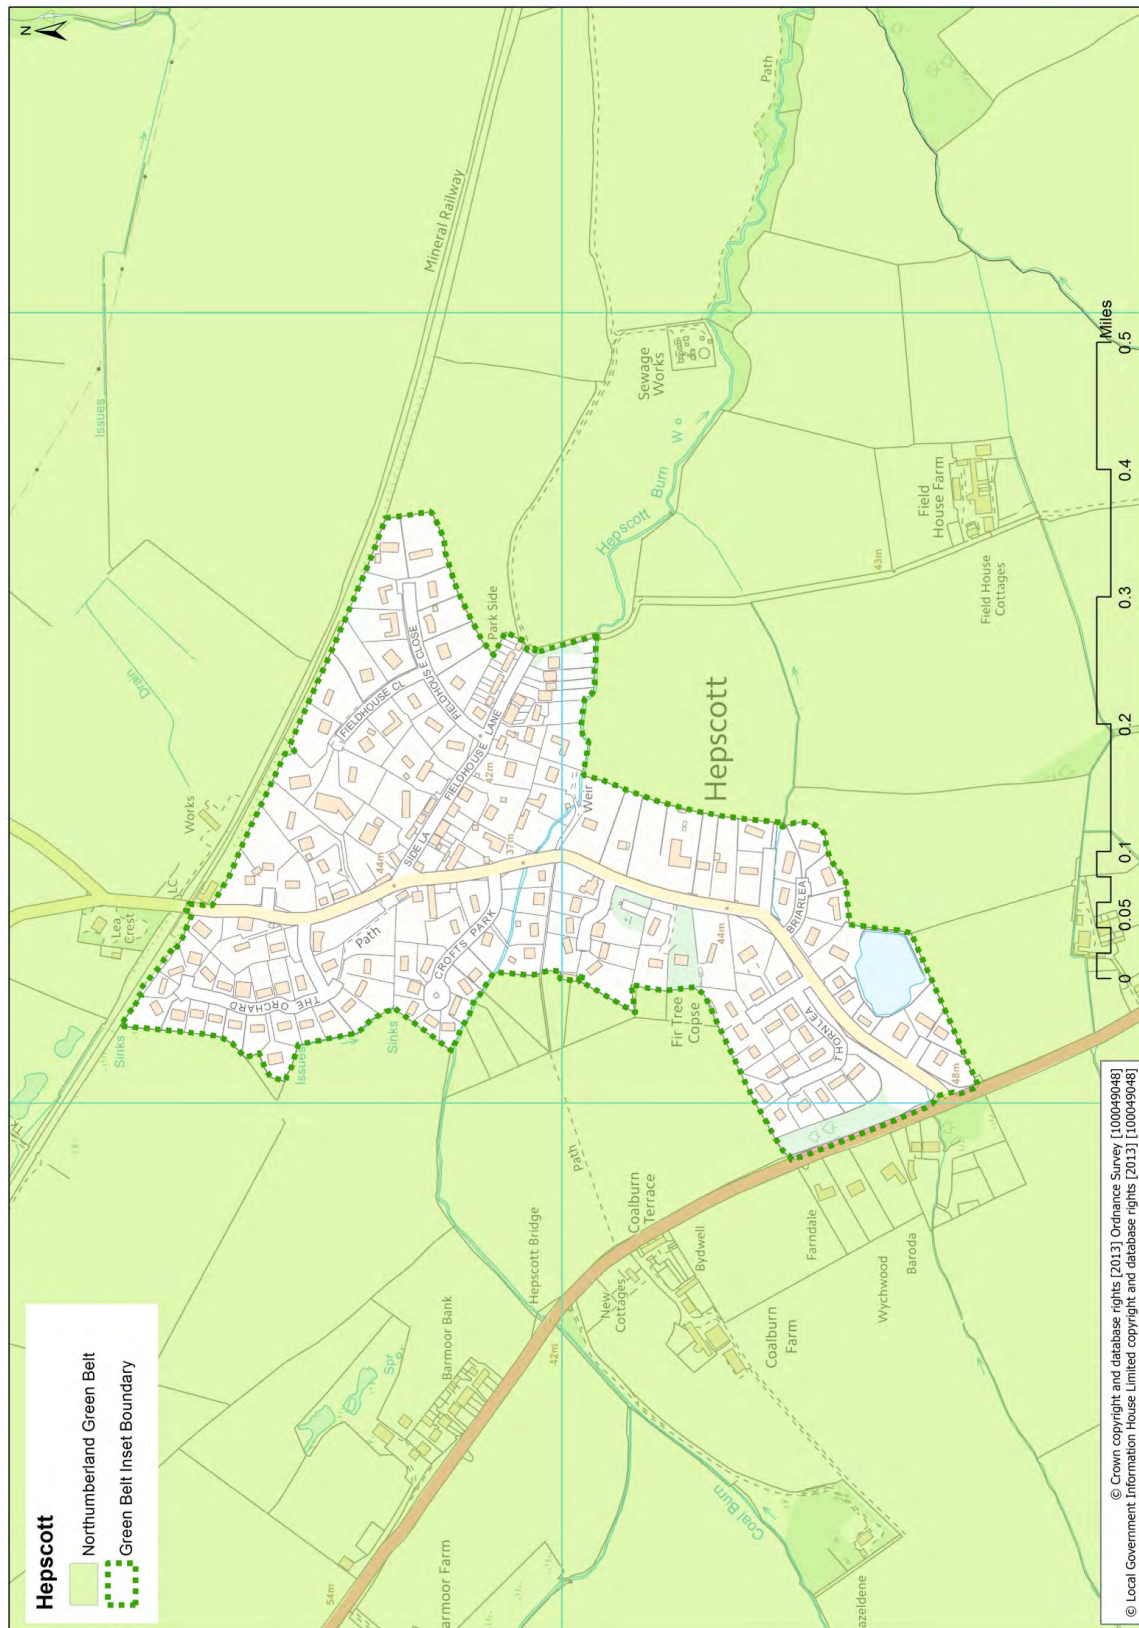 Hepscott
Northumberland Green Belt
Green Belt Inset Boundary
N
54m
armoor Farm
Barmoor Bank
Spr
Hepscott Bridge
42m
Coal Burn
azeldene
New
Cottages
Coalburn
Terrace
Bydwell
Coalburn
Farm
Path
Farndale
Wychwood
Baroda
Sinks
Issues
Sinks
THE ORCHARD
Path
CROFTS PARK
Lea
Crest
LC
Works
Drain
Issues
Mineral Railway
44m
SIDE LA
FIELDHOUSE LANE
FIELDHOUSE CL
FIELDHOUSE CLOSE
42m
37m
Park Side
Weir
Fir Tree
Copse
44m
THORNLEA
BRIARLEA
48m
Hepscott
Hepscott Burn
Sewage
Works
Path
43m
Field
House Farm
Field House
Cottages
0 0.05 0.1 0.2 0.3 0.4 0.5
Miles
© Crown copyright and database rights [2013] Ordnance Survey [100049048]
© Local Government Information House Limited copyright and database rights [2013] [100049048]